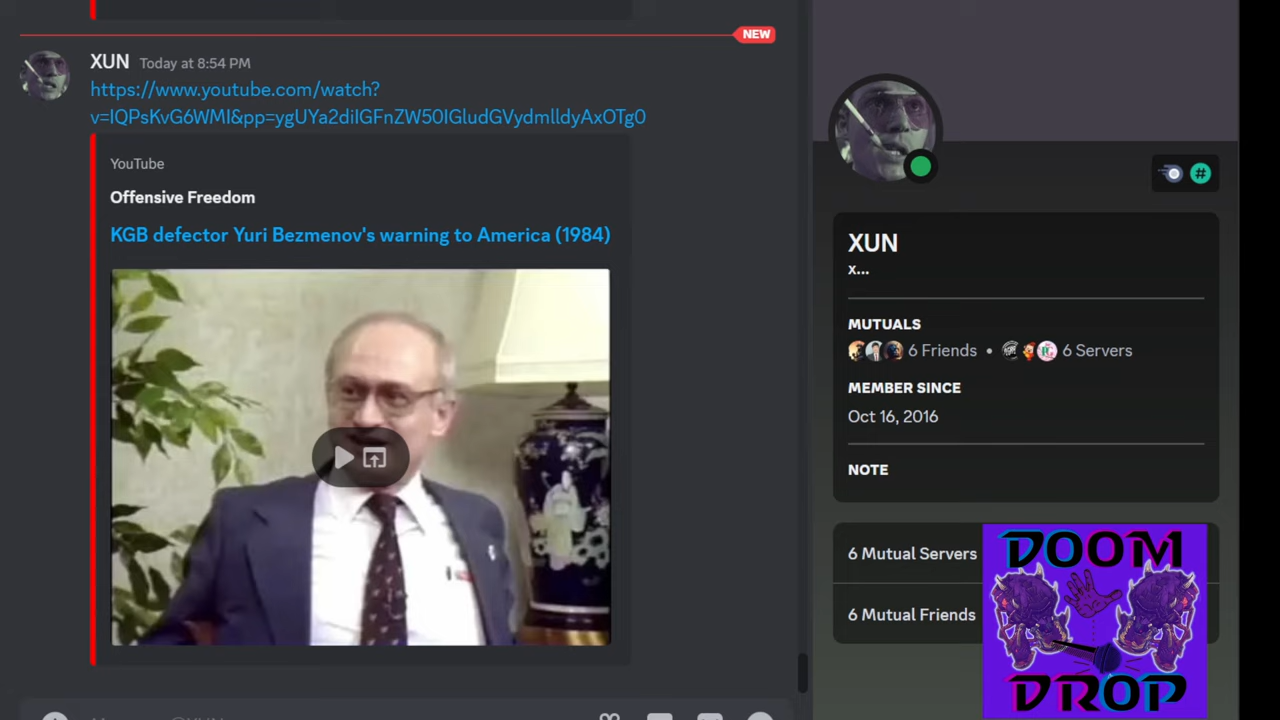 NEW
XUN Today at 8:54 PM
https://www.youtube.com/watch?
v=IQPsKvG6WMI&pp=ygUYa2diIGFnZW50IGludGVydmlldyAxOTg0
YouTube
Offensive Freedom
KGB defector Yuri Bezmenov's warning to America (1984)
#
XUN
x...
MUTUALS
6 Friends • 6 Servers
MEMBER SINCE
Oct 16, 2016
NOTE
6 Mutual Servers
6 Mutual Friends
DOOM
DROP